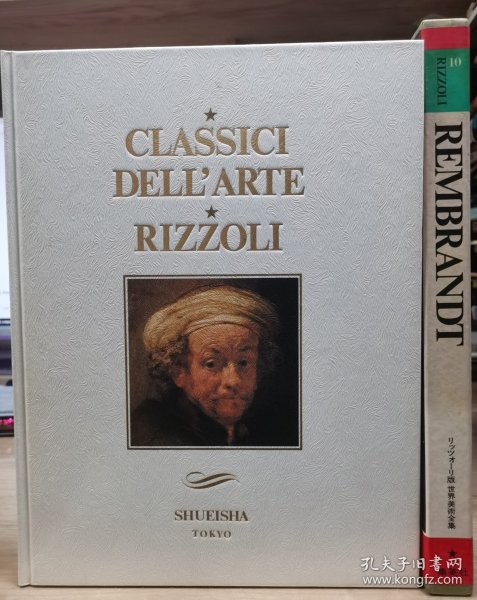 ★
CLASSICI
DELL'ARTE
★
RIZZOLI
SHUEISHA
TOKYO
10
RIZZOLI
REMBRANDT
リッツォーリ版 世界美術全集
★
孔夫子旧书网
www.kongfz.com